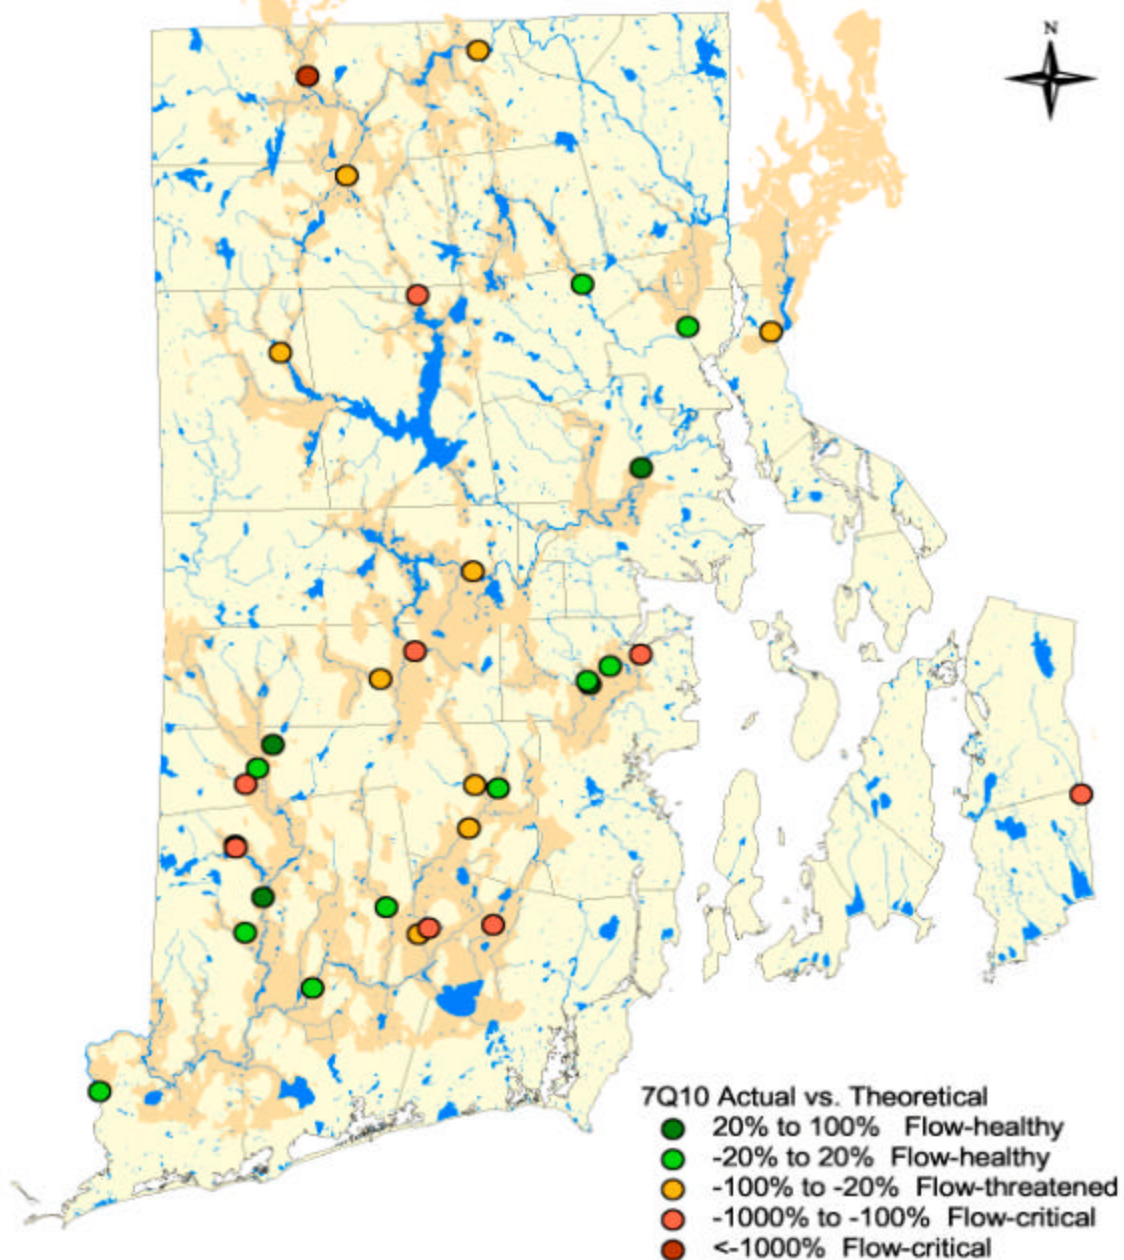 N
7Q10 Actual vs. Theoretical
20% to 100% Flow-healthy
-20% to 20% Flow-healthy
-100% to -20% Flow-threatened
-1000% to -100% Flow-critical
<-1000% Flow-critical